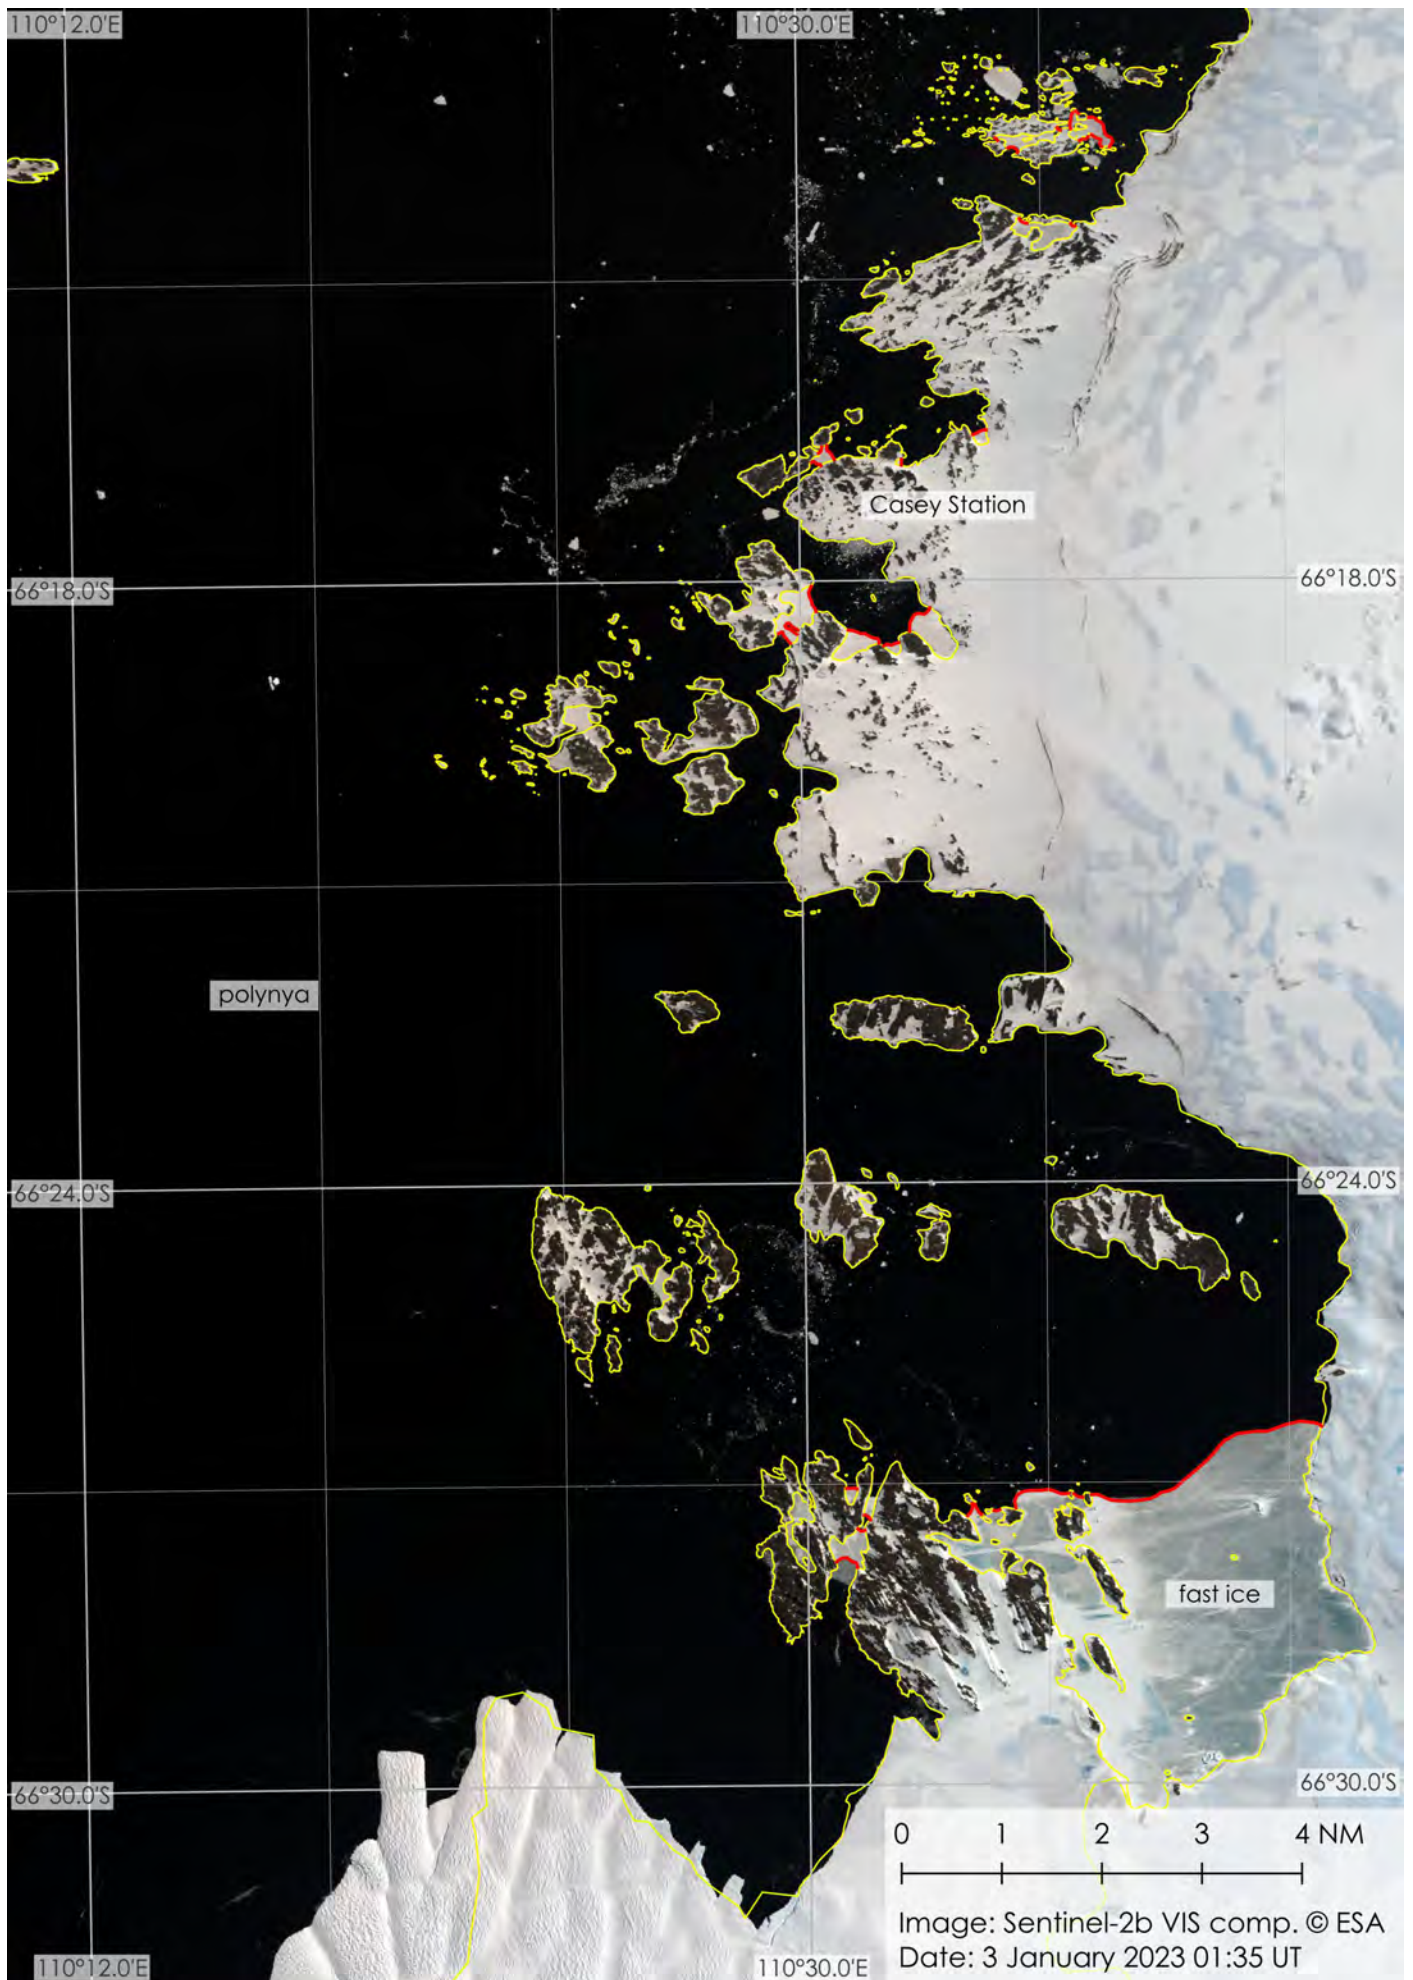 110°12.0'E
110°30.0'E
Casey Station
66°18.0'S
66°18.0'S
polynya
66°24.0'S
66°24.0'S
fast ice
66°30.0'S
66°30.0'S
0 1 2 3 4 NM
Image: Sentinel-2b VIS comp. © ESA
Date: 3 January 2023 01:35 UT
110°12.0'E
110°30.0'E